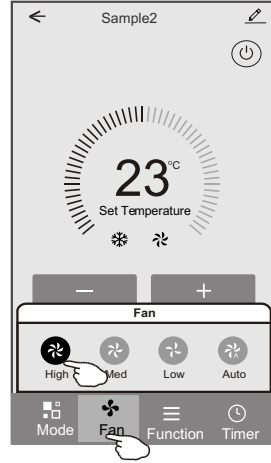 Sample2
23°C
Set Temperature
— +
Fan
High Med Low Auto
Mode Fan Function Timer